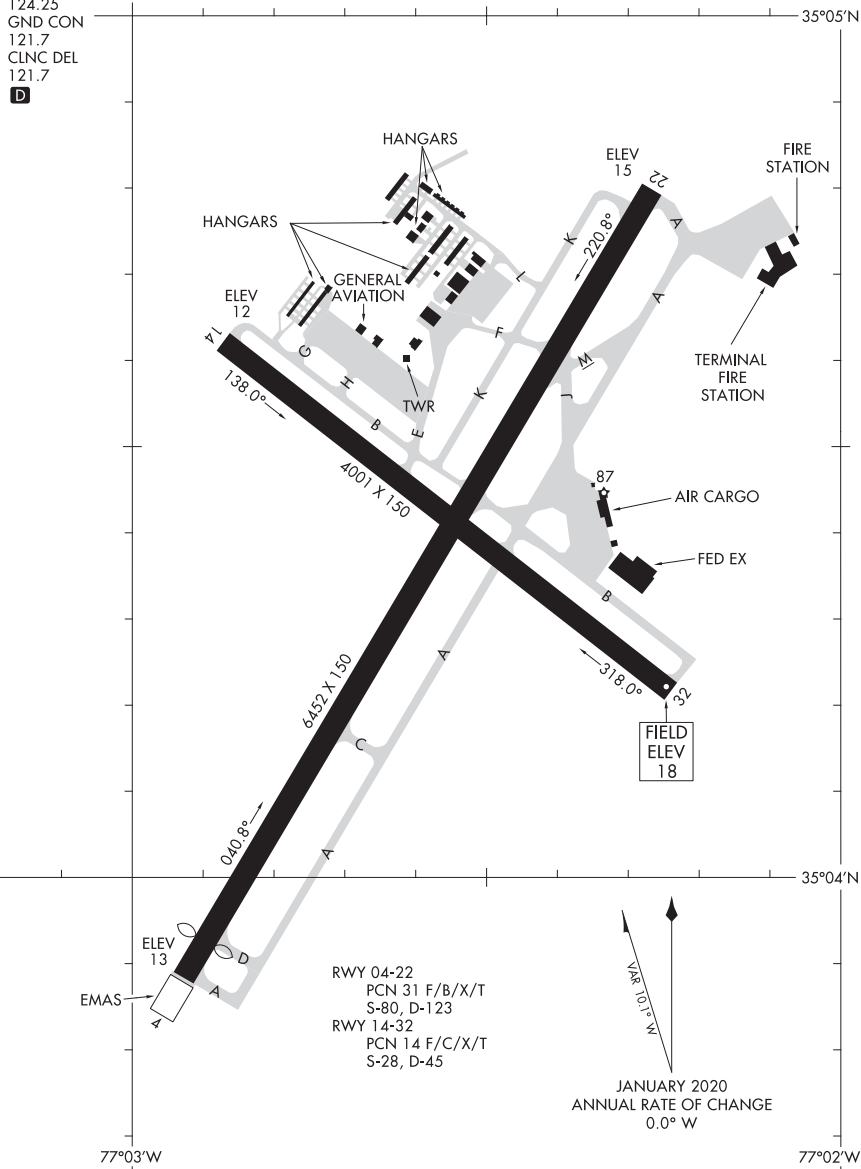 124.25
GND CON
121.7
CLNC DEL
121.7
D
35°05'N
HANGARS
ELEV
15
22
FIRE
STATION
A
K
220.8°
HANGARS
L
GENERAL
AVIATION
A
ELEV
12
F
14
G
M
TERMINAL
FIRE
STATION
138.0°
H
TWR
K
J
B
E
4001 X 150
87
AIR CARGO
FED EX
B
A
318.0°
32
6452 X 150
FIELD
ELEV
18
C
040.8°
A
35°04'N
ELEV
13
D
EMAS
A
4
RWY 04-22
PCN 31 F/B/X/T
S-80, D-123
RWY 14-32
PCN 14 F/C/X/T
S-28, D-45
VAR 10.1° W
JANUARY 2020
ANNUAL RATE OF CHANGE
0.0° W
77°03'W
77°02'W